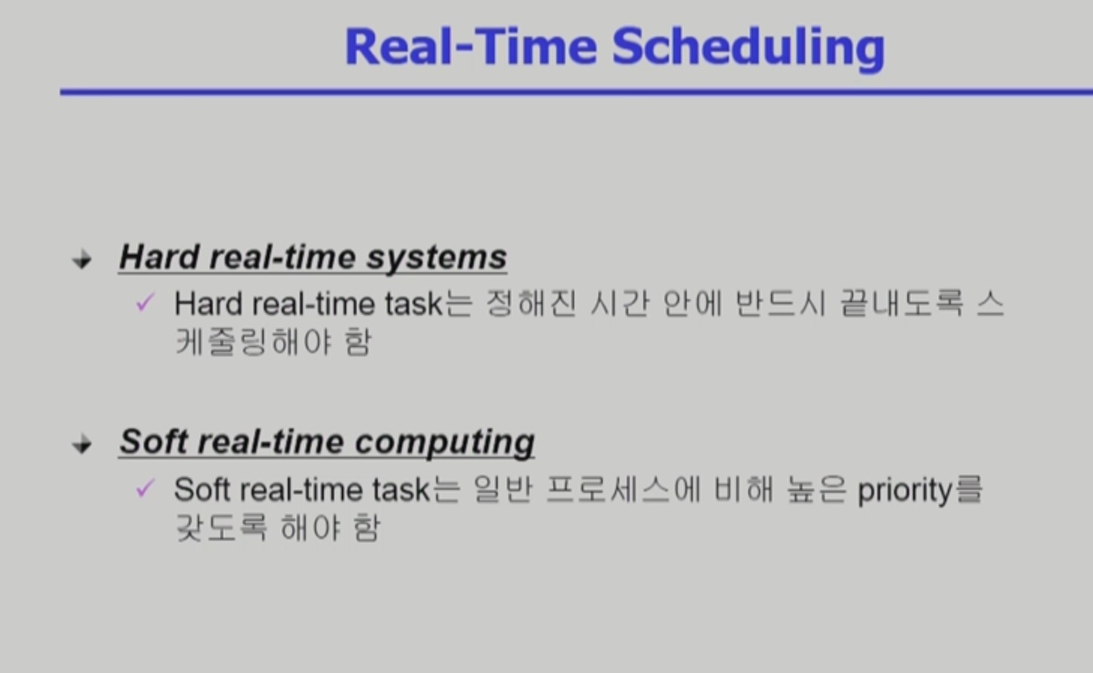 Real-Time Scheduling
Hard real-time systems
Hard real-time task는 정해진 시간 안에 반드시 끝내도록 스
케줄링해야 함
Soft real-time computing
Soft real-time task는 일반 프로세스에 비해 높은 priority를
갖도록 해야 함